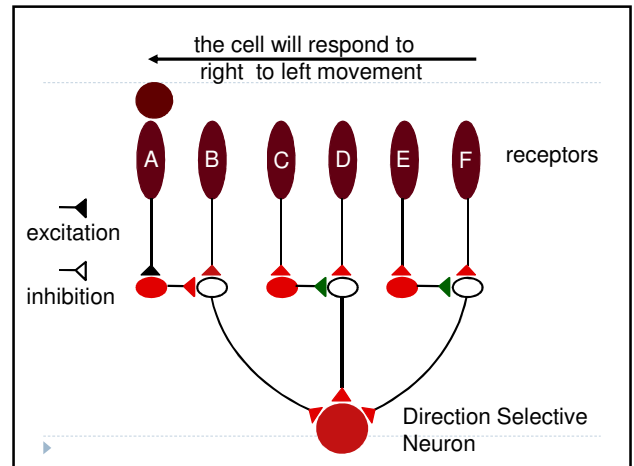 the cell will respond to
right to left movement
A B C D E F
receptors
excitation
inhibition
Direction Selective
Neuron